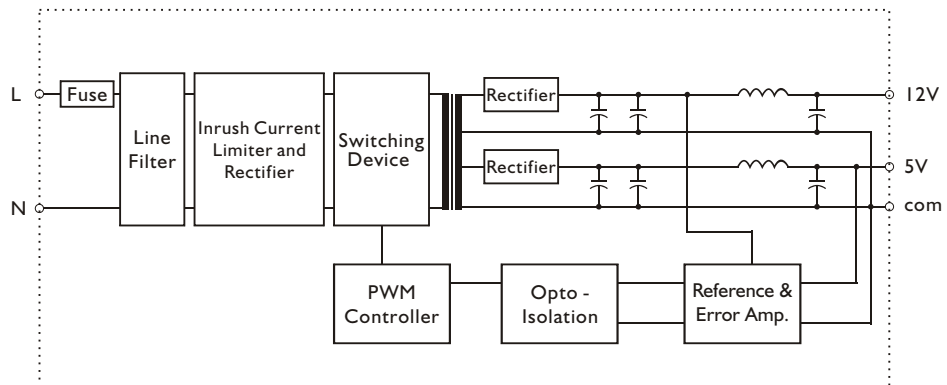 L
Fuse
Line
Filter
Inrush Current
Limiter and
Rectifier
Switching
Device
Rectifier
12V
Rectifier
5V
N
com
PWM
Controller
Opto -
Isolation
Reference &
Error Amp.